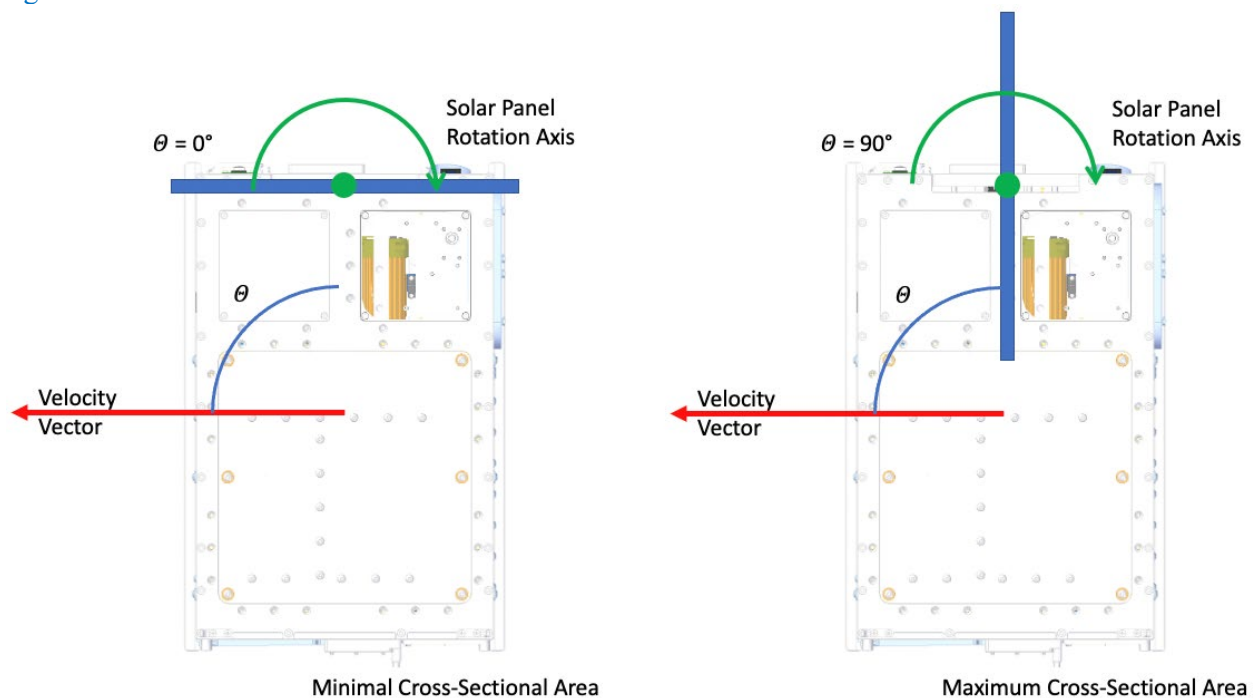 Solar Panel
Rotation Axis
Θ = 0°
Θ
Velocity
Vector
Minimal Cross-Sectional Area
Solar Panel
Rotation Axis
Θ = 90°
Θ
Velocity
Vector
Maximum Cross-Sectional Area